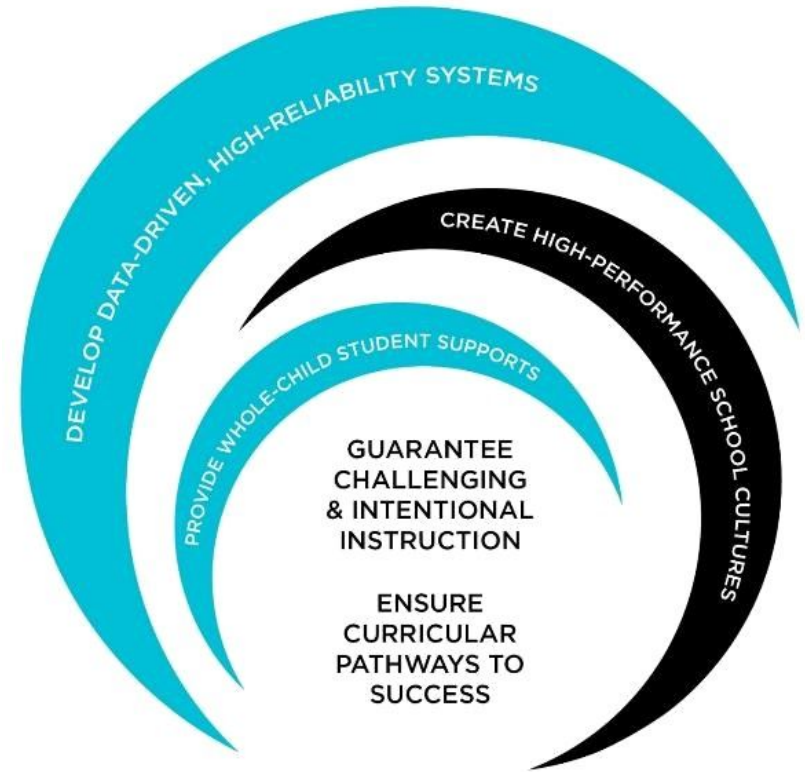 DEVELOP DATA-DRIVEN, HIGH-RELIABILITY SYSTEMS
CREATE HIGH-PERFORMANCE SCHOOL CULTURES
PROVIDE WHOLE-CHILD STUDENT SUPPORTS
GUARANTEE
CHALLENGING
& INTENTIONAL
INSTRUCTION
ENSURE
CURRICULAR
PATHWAYS TO
SUCCESS